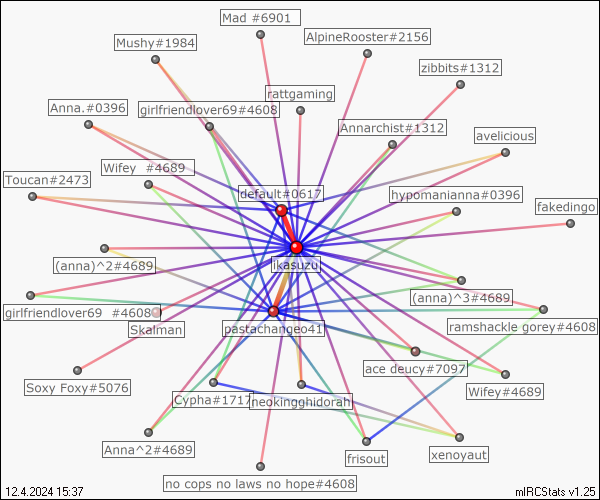 Mad #6901
AlpineRooster#2156
Mushy#1984
zibbits#1312
rattgaming
Anna.#0396
girlfriendlover69#4608
Annarchist#1312
avelicious
Wifey #4689
Toucan#2473
default#0617
hypomanianna#0396
fakedingo
ikasuzu
(anna)^2#4689
(anna)^3#4689
girlfriendlover69 #4608
Skalman
pastachangeo41
ramshackle gorey#4608
ace deucy#7097
Soxy Foxy#5076
Cypha#1717
neokingghidorah
Wifey#4689
Anna^2#4689
frisout
xenoyaut
no cops no laws no hope#4608
12.4.2024 15:37
mIRCStats v1.25